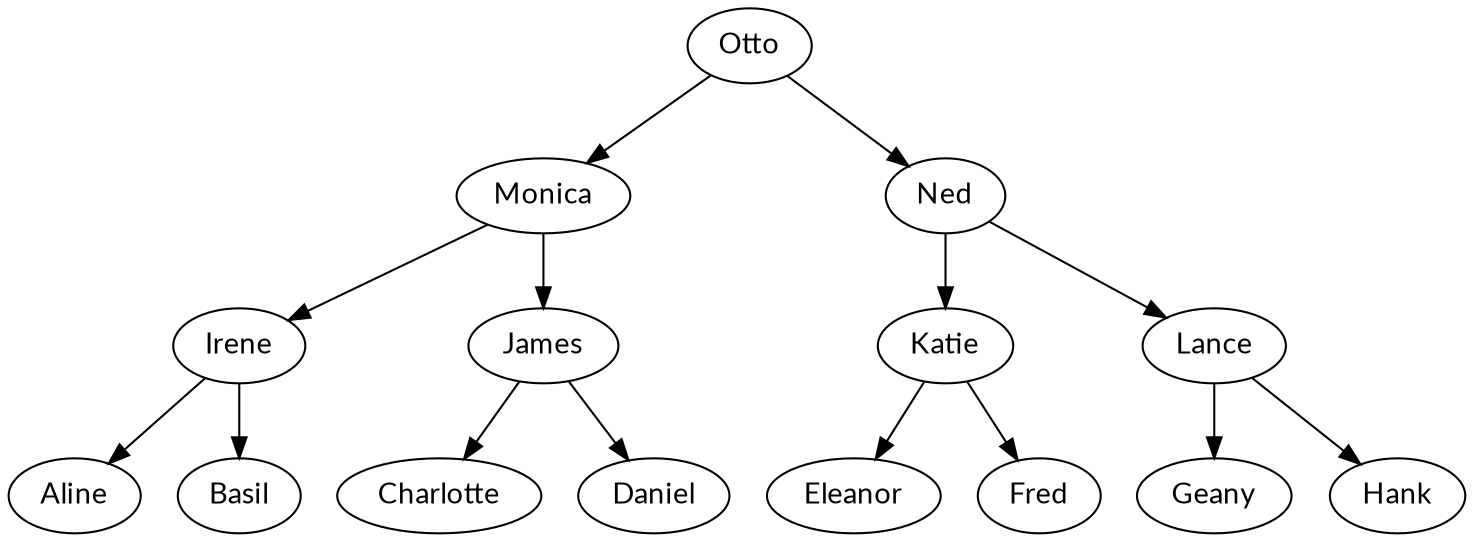 Otto
Monica
Ned
Irene
James
Katie
Lance
Aline
Basil
Charlotte
Daniel
Eleanor
Fred
Geany
Hank